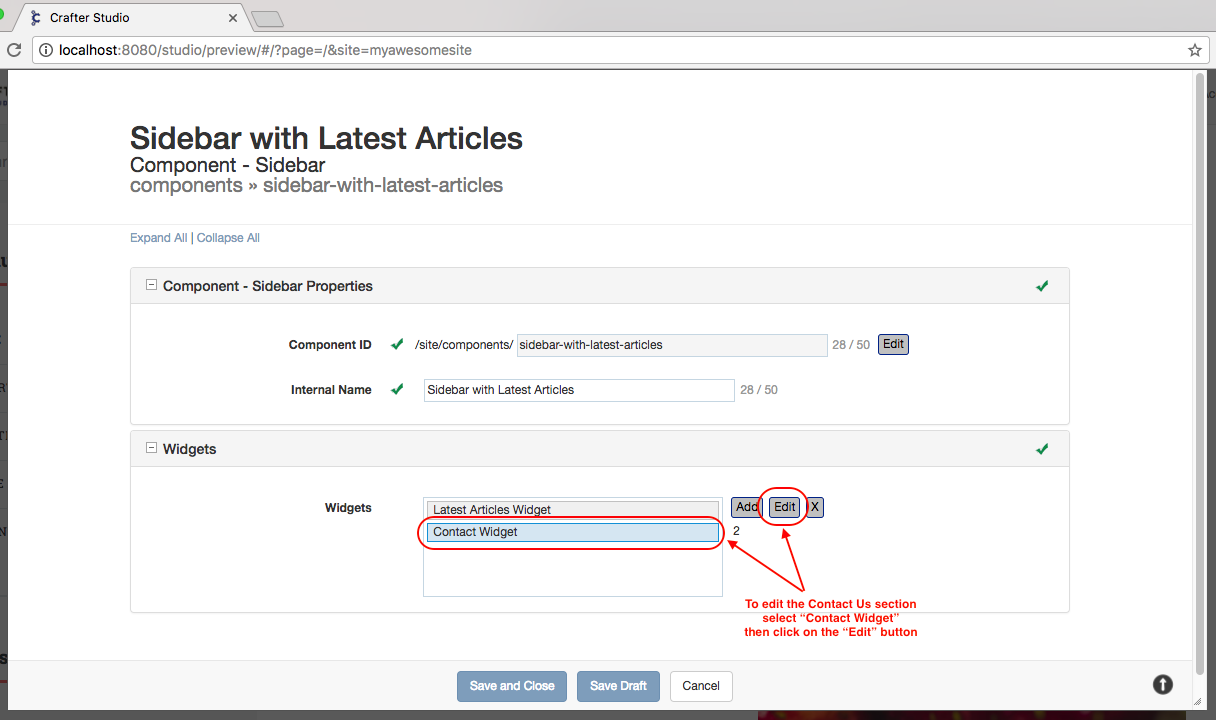 Crafter Studio
localhost:8080/studio/preview/#/?page=/&site=myawesomesite
Sidebar with Latest Articles
Component - Sidebar
components » sidebar-with-latest-articles
Expand All | Collapse All
Component - Sidebar Properties
Component ID /site/components/ sidebar-with-latest-articles 28 / 50 Edit
Internal Name Sidebar with Latest Articles 28 / 50
Widgets
Widgets Latest Articles Widget Add Edit X
Contact Widget 2
To edit the Contact Us section
select “Contact Widget”
then click on the “Edit” button
Save and Close Save Draft Cancel